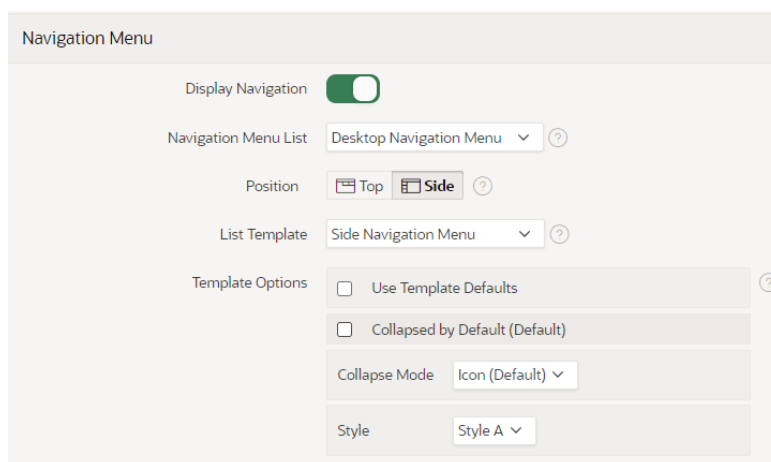 Navigation Menu
Display Navigation
Navigation Menu List Desktop Navigation Menu ?
Position Top Side ?
List Template Side Navigation Menu ?
Template Options Use Template Defaults ?
Collapsed by Default (Default)
Collapse Mode Icon (Default)
Style Style A